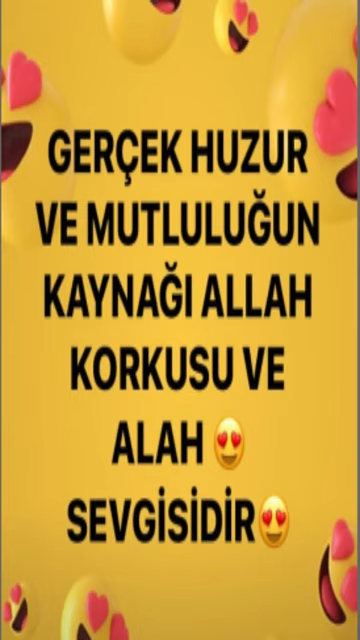 GERÇEK HUZUR
VE MUTLULUĞUN
KAYNAĞI ALLAH
KORKUSU VE
ALAH 😍
SEVGİSİDİR😍